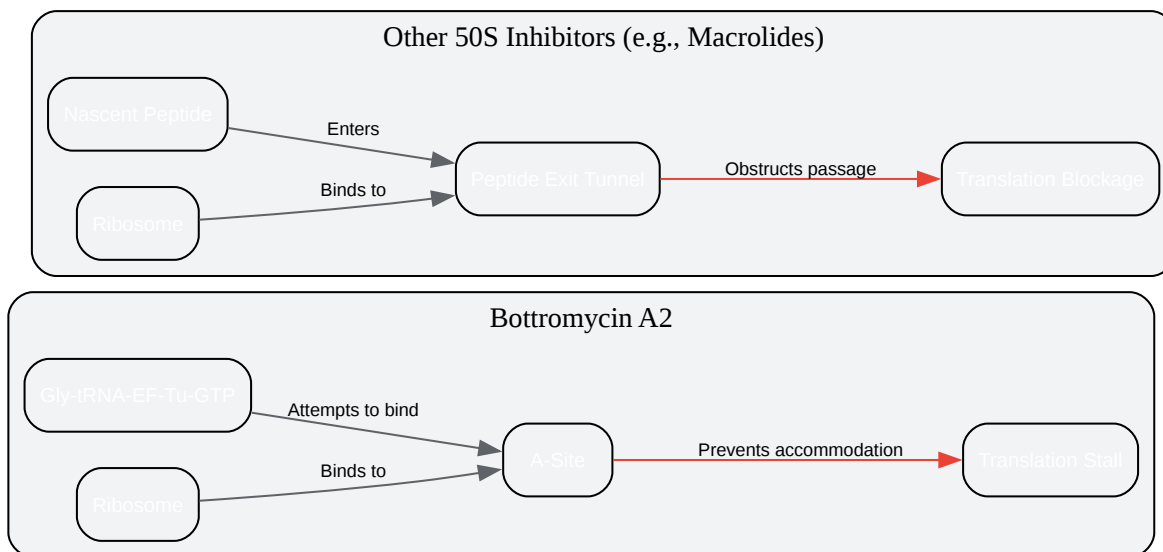 Other 50S Inhibitors (e.g., Macrolides)
Nascent Peptide
Enters
Ribosome
Binds to
Peptide Exit Tunnel
Obstructs passage
Translation Blockage
Bottromycin A2
Gly-tRNA-EF-Tu-GTP
Attempts to bind
Ribosome
Binds to
A-Site
Prevents accommodation
Translation Stall